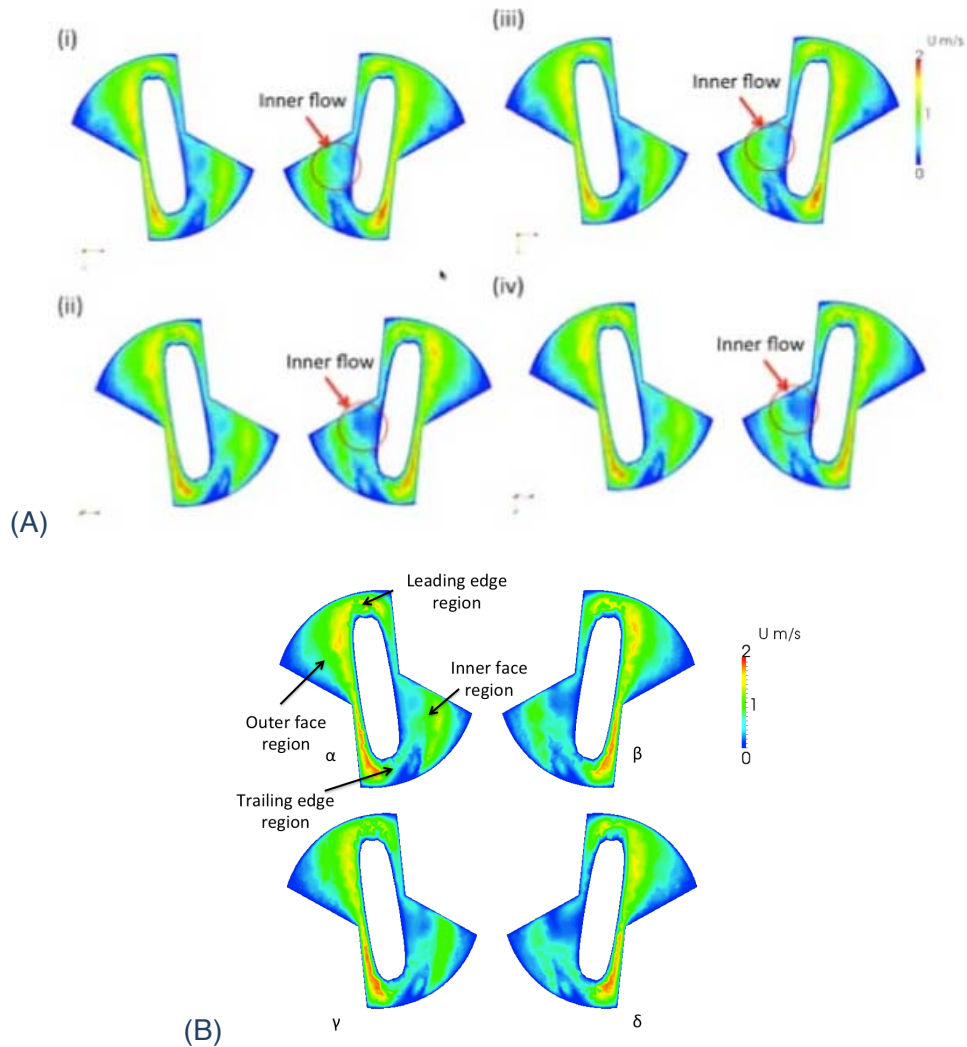 (i)
Inner flow
(iii)
Inner flow
U m/s
2
1
0
(ii)
Inner flow
(iv)
Inner flow
(A)
Leading edge
region
Inner face
region
Outer face
region
α
Trailing edge
region
β
U m/s
2
1
0
γ
δ
(B)